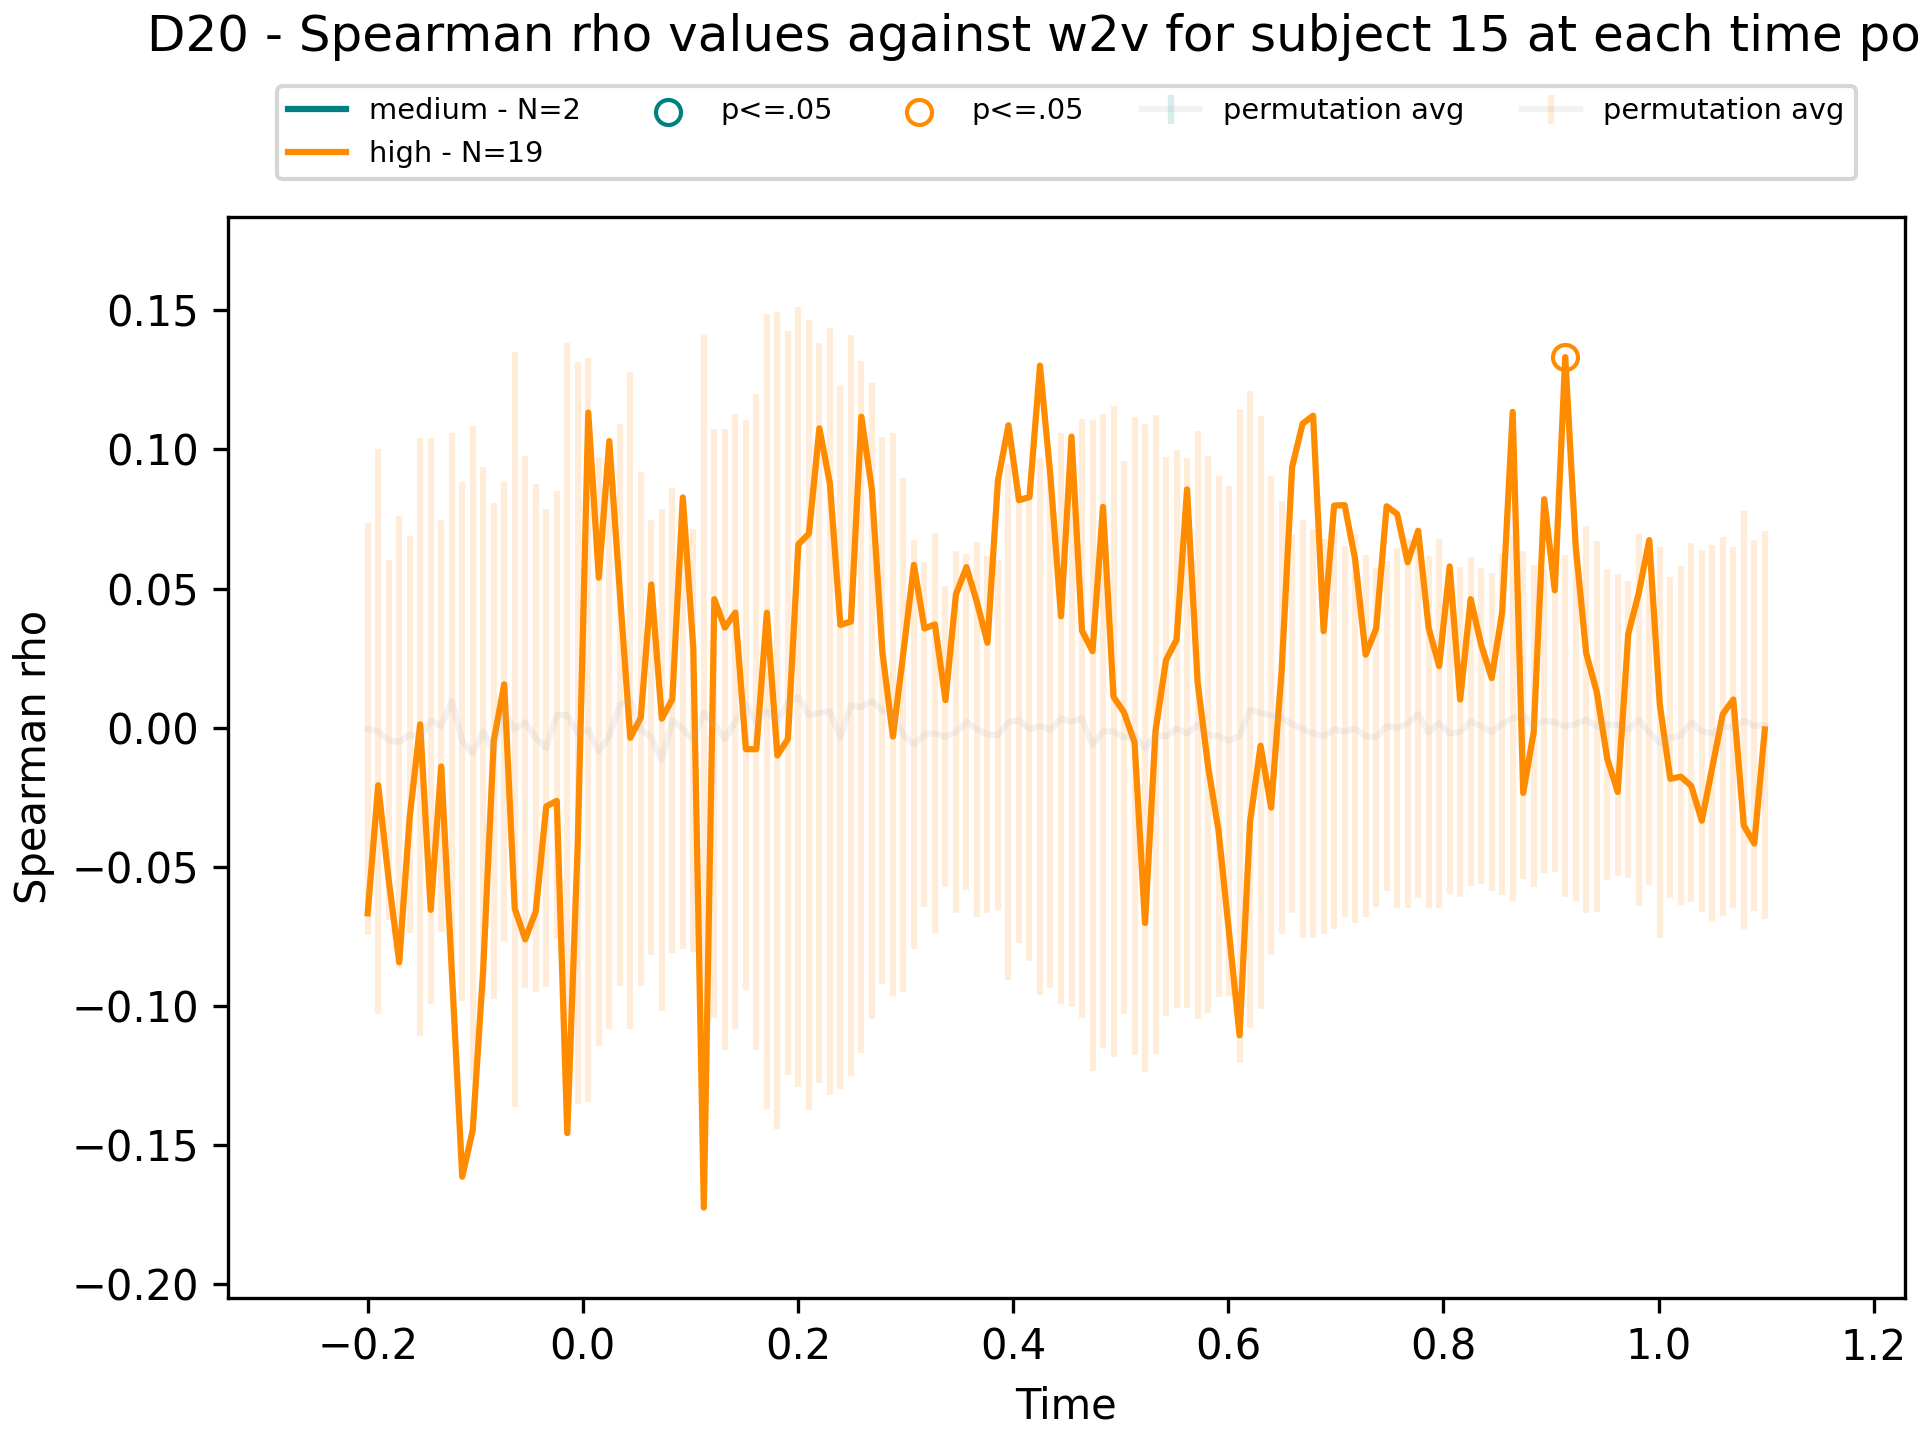 D20 - Spearman rho values against w2v for subject 15 at each time po
medium - N=2 p<=.05 p<=.05 permutation avg permutation avg
high - N=19
0.15
0.10
0.05
0.00
−0.05
−0.10
−0.15
−0.20
Spearman rho
−0.2 0.0 0.2 0.4 0.6 0.8 1.0 1.2
Time